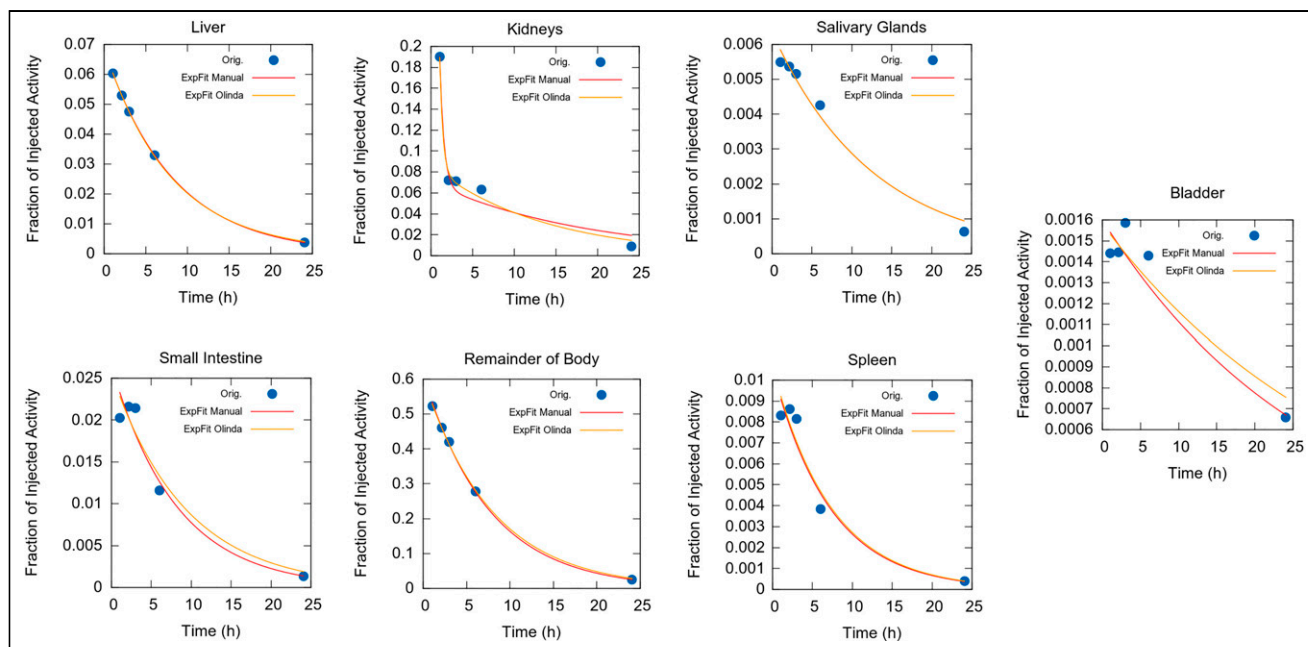 Liver
Fraction of Injected Activity
0.07
0.06
0.05
0.04
0.03
0.02
0.01
0
Orig.
ExpFit Manual
ExpFit Olinda
0 5 10 15 20 25
Time (h)
Kidneys
Fraction of Injected Activity
0.2
0.18
0.16
0.14
0.12
0.1
0.08
0.06
0.04
0.02
0
Orig.
ExpFit Manual
ExpFit Olinda
0 5 10 15 20 25
Time (h)
Salivary Glands
Fraction of Injected Activity
0.006
0.005
0.004
0.003
0.002
0.001
0
Orig.
ExpFit Manual
ExpFit Olinda
0 5 10 15 20 25
Time (h)
Small Intestine
Fraction of Injected Activity
0.025
0.02
0.015
0.01
0.005
0
Orig.
ExpFit Manual
ExpFit Olinda
0 5 10 15 20 25
Time (h)
Remainder of Body
Fraction of Injected Activity
0.6
0.5
0.4
0.3
0.2
0.1
0
Orig.
ExpFit Manual
ExpFit Olinda
0 5 10 15 20 25
Time (h)
Spleen
Fraction of Injected Activity
0.01
0.009
0.008
0.007
0.006
0.005
0.004
0.003
0.002
0.001
0
Orig.
ExpFit Manual
ExpFit Olinda
0 5 10 15 20 25
Time (h)
Bladder
Fraction of Injected Activity
0.0016
0.0015
0.0014
0.0013
0.0012
0.0011
0.001
0.0009
0.0008
0.0007
0.0006
Orig.
ExpFit Manual
ExpFit Olinda
0 5 10 15 20 25
Time (h)